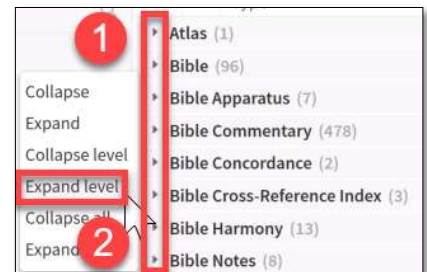 1
Atlas (1)
Bible (96)
Bible Apparatus (7)
Bible Commentary (478)
Bible Concordance (2)
Bible Cross-Reference Index (3)
Bible Harmony (13)
Bible Notes (8)
Collapse
Expand
Collapse level
Expand level
Collapse all
Expand
2